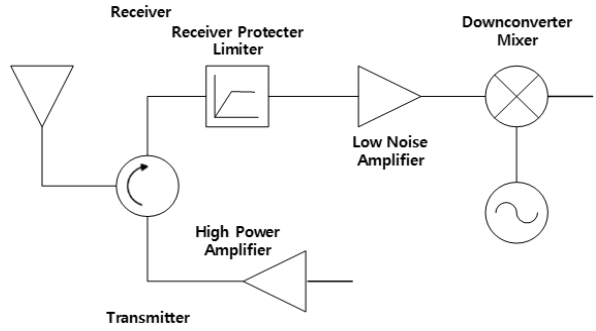 Receiver
Receiver Protecter
Limiter
Downconverter
Mixer
Low Noise
Amplifier
High Power
Amplifier
Transmitter